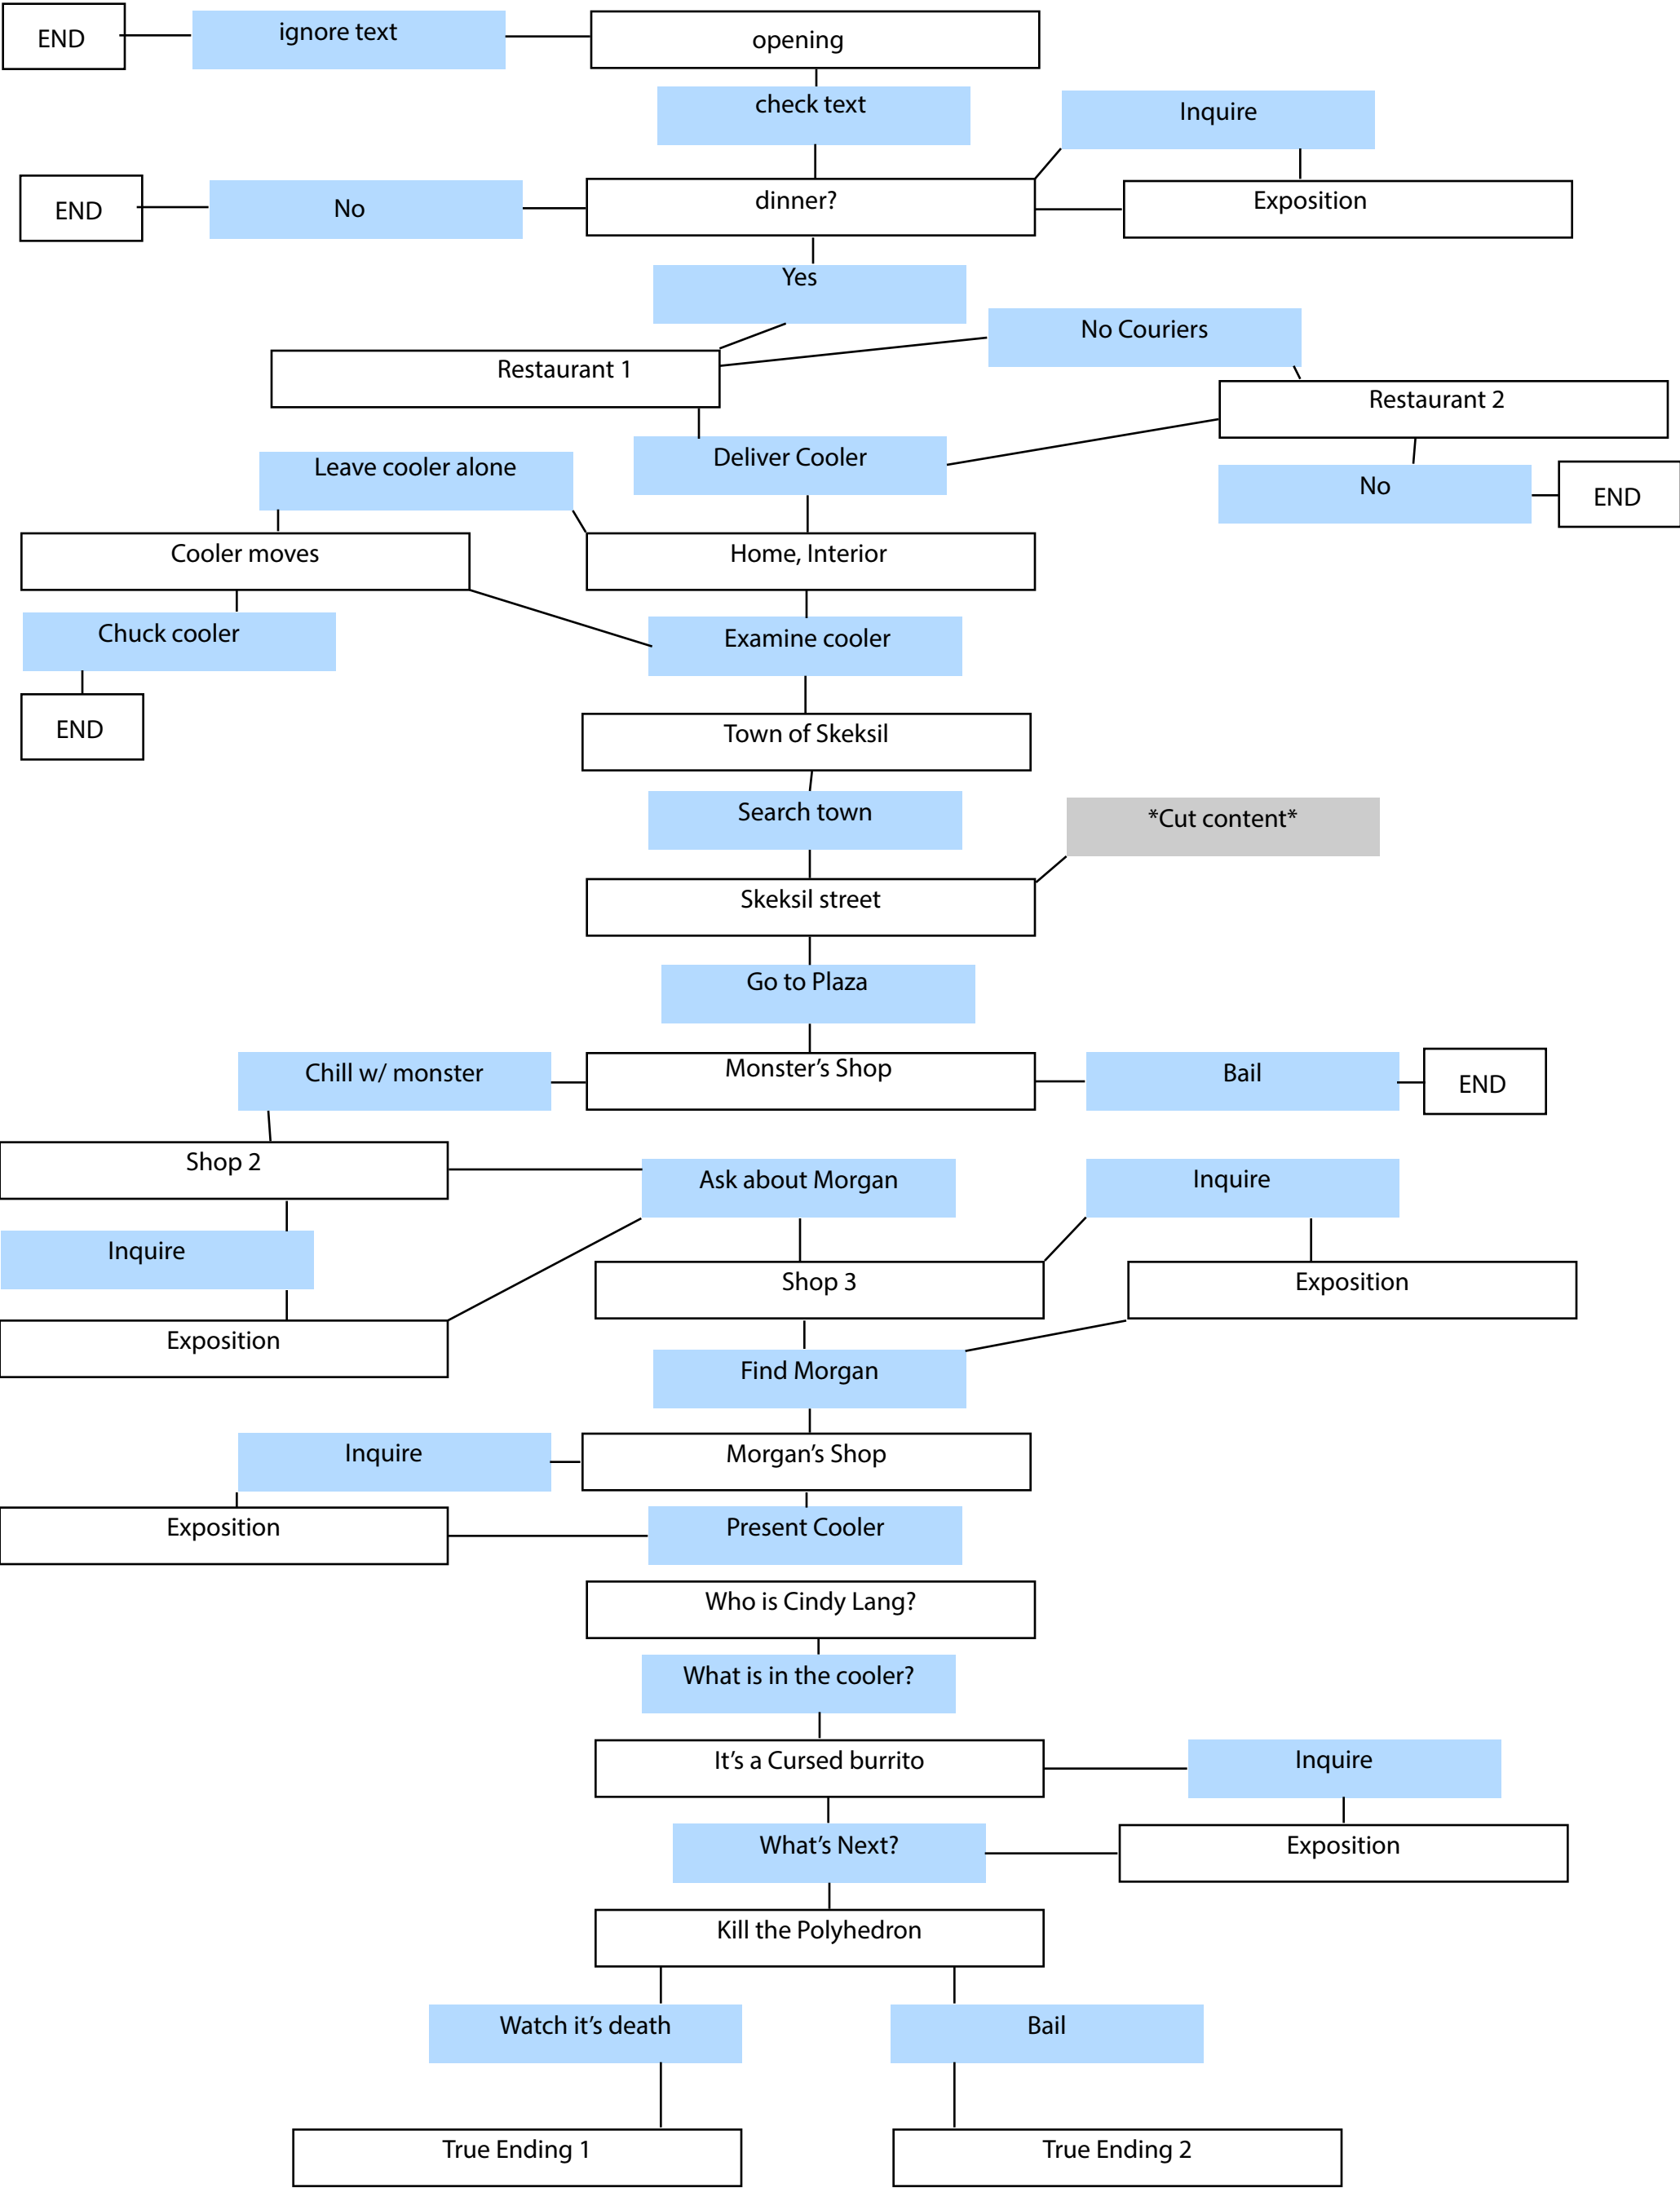 END
ignore text
opening
check text
Inquire
END
No
dinner?
Exposition
Yes
No Couriers
Restaurant 1
Restaurant 2
Leave cooler alone
Deliver Cooler
No
END
Cooler moves
Home, Interior
Chuck cooler
Examine cooler
END
Town of Skeksil
Search town
*Cut content*
Skeksil street
Go to Plaza
Chill w/ monster
Monster’s Shop
Bail
END
Shop 2
Ask about Morgan
Inquire
Inquire
Shop 3
Exposition
Exposition
Find Morgan
Inquire
Morgan’s Shop
Exposition
Present Cooler
Who is Cindy Lang?
What is in the cooler?
It’s a Cursed burrito
Inquire
What’s Next?
Exposition
Kill the Polyhedron
Watch it’s death
Bail
True Ending 1
True Ending 2